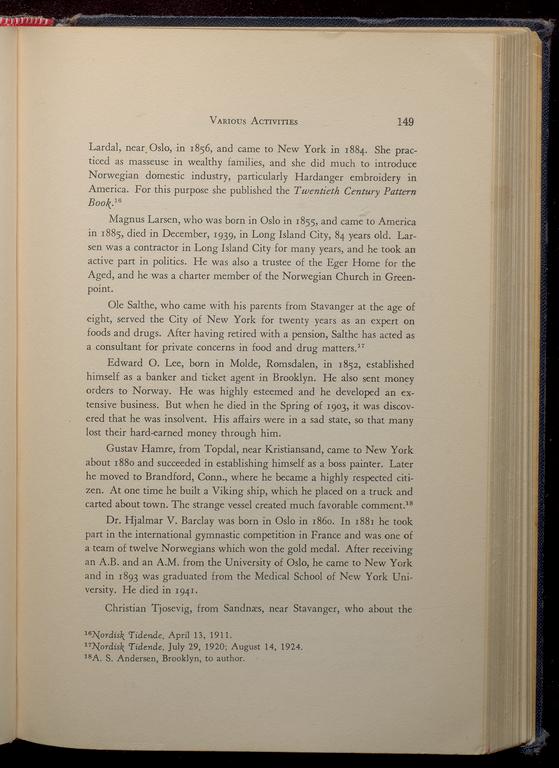 VARIOUS ACTIVITIES 149
Lardal, near Oslo, in 1856, and came to New York in 1884. She prac-
ticed as masseuse in wealthy families, and she did much to introduce
Norwegian domestic industry, particularly Hardanger embroidery in
America. For this purpose she published the Twentieth Century Pattern
Book.¹⁶
Magnus Larsen, who was born in Oslo in 1855, and came to America
in 1885, died in December, 1939, in Long Island City, 84 years old. Lar-
sen was a contractor in Long Island City for many years, and he took an
active part in politics. He was also a trustee of the Eger Home for the
Aged, and he was a charter member of the Norwegian Church in Green-
point.
Ole Salthe, who came with his parents from Stavanger at the age of
eight, served the City of New York for twenty years as an expert on
foods and drugs. After having retired with a pension, Salthe has acted as
a consultant for private concerns in food and drug matters.¹⁷
Edward O. Lee, born in Molde, Romsdalen, in 1852, established
himself as a banker and ticket agent in Brooklyn. He also sent money
orders to Norway. He was highly esteemed and he developed an ex-
tensive business. But when he died in the Spring of 1903, it was discov-
ered that he was insolvent. His affairs were in a sad state, so that many
lost their hard-earned money through him.
Gustav Hamre, from Topdal, near Kristiansand, came to New York
about 1880 and succeeded in establishing himself as a boss painter. Later
he moved to Brandford, Conn., where he became a highly respected citi-
zen. At one time he built a Viking ship, which he placed on a truck and
carted about town. The strange vessel created much favorable comment.¹⁸
Dr. Hjalmar V. Barclay was born in Oslo in 1860. In 1881 he took
part in the international gymnastic competition in France and was one of
a team of twelve Norwegians which won the gold medal. After receiving
an A.B. and an A.M. from the University of Oslo, he came to New York
and in 1893 was graduated from the Medical School of New York Uni-
versity. He died in 1941.
Christian Tjosevig, from Sandnæs, near Stavanger, who about the
¹⁶Nordisk Tidende, April 13, 1911.
¹⁷Nordisk Tidende, July 29, 1920; August 14, 1924.
¹⁸A. S. Andersen, Brooklyn, to author.